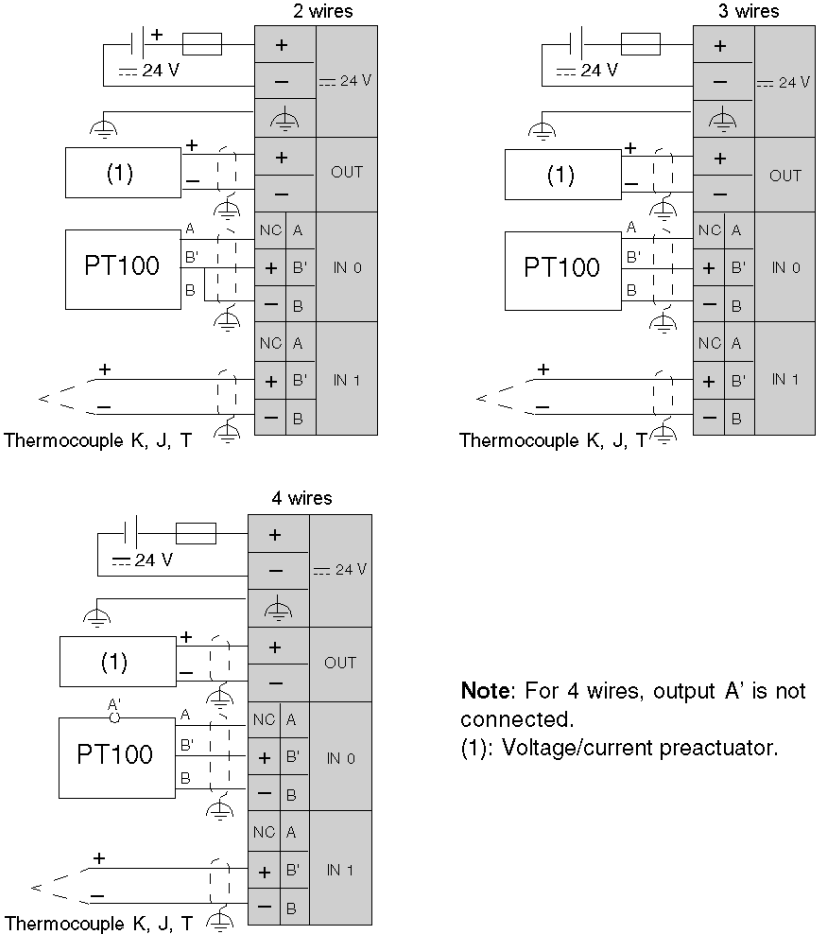 2 wires
+
+
24 V
−
24 V
+
+
(1)
OUT
−
−
A
NC A
PT100
B'
+ B'
IN 0
B
− B
NC A
+
+ B'
IN 1
−
− B
Thermocouple K, J, T
3 wires
+
24 V
−
24 V
+
+
(1)
OUT
−
−
A
NC A
PT100
B'
+ B'
IN 0
B
− B
NC A
+
+ B'
IN 1
−
− B
Thermocouple K, J, T
4 wires
+
24 V
−
24 V
+
+
(1)
OUT
−
−
A'
A
NC A
PT100
B'
+ B'
IN 0
B
− B
NC A
+
+ B'
IN 1
−
− B
Thermocouple K, J, T
Note: For 4 wires, output A' is not
connected.
(1): Voltage/current preactuator.